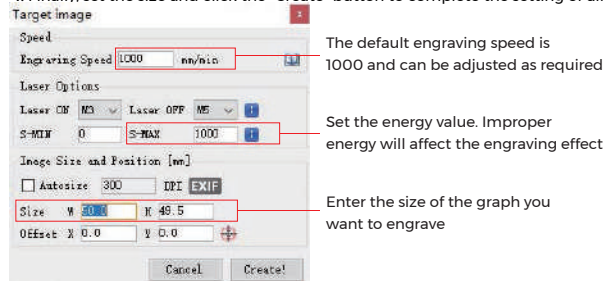 Target image
x
Speed
Engraving Speed 1000 mm/min
Laser Options
Laser ON M3 Laser OFF M5
S-MIN 0 S-MAX 1000
Image Size and Position [mm]
Autosize 300 DPI EXIF
Size W H 49.5
Offset X 0.0 Y 0.0
Cancel Create!
The default engraving speed is
1000 and can be adjusted as required
Set the energy value. Improper
energy will affect the engraving effect
Enter the size of the graph you
want to engrave